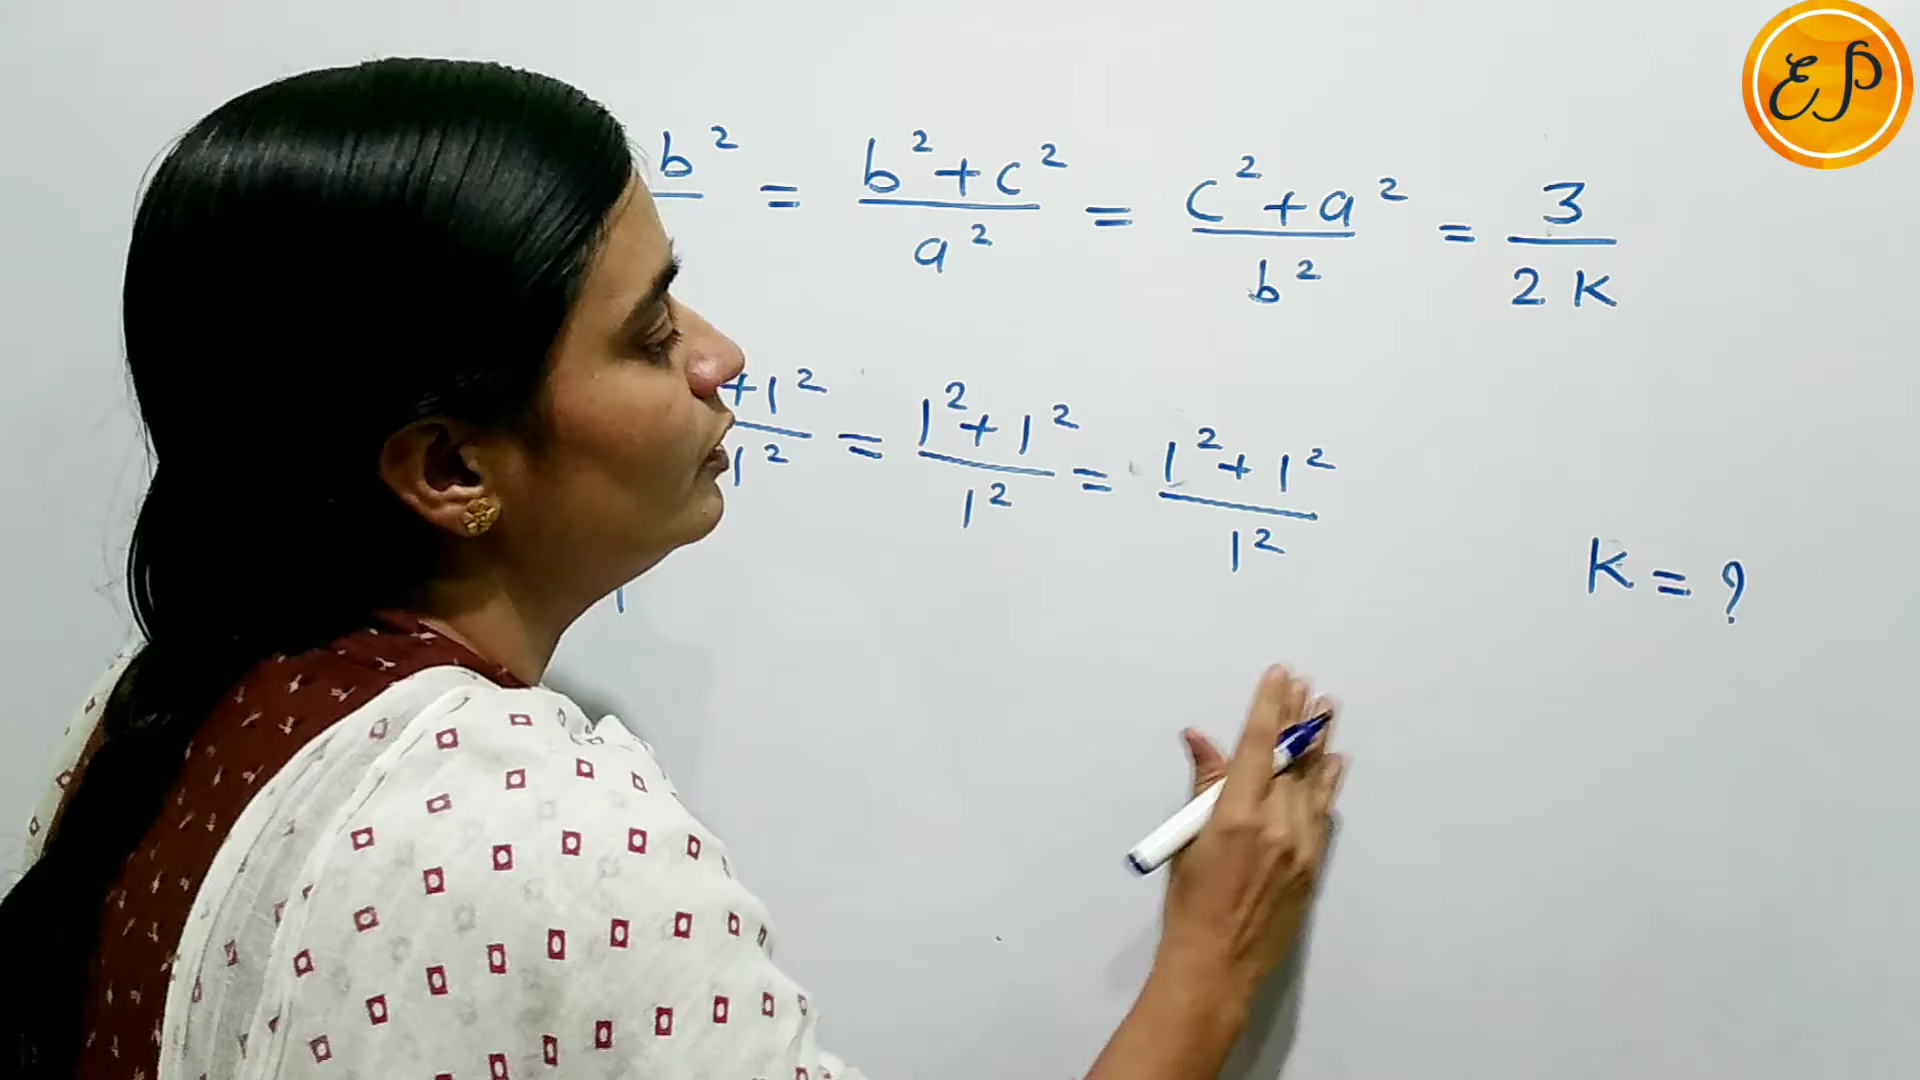 EP
b² / = b²+c² / a² = c²+a² / b² = 3 / 2K
+1² / 1² = 1²+1² / 1² = 1²+1² / 1²
K = ?